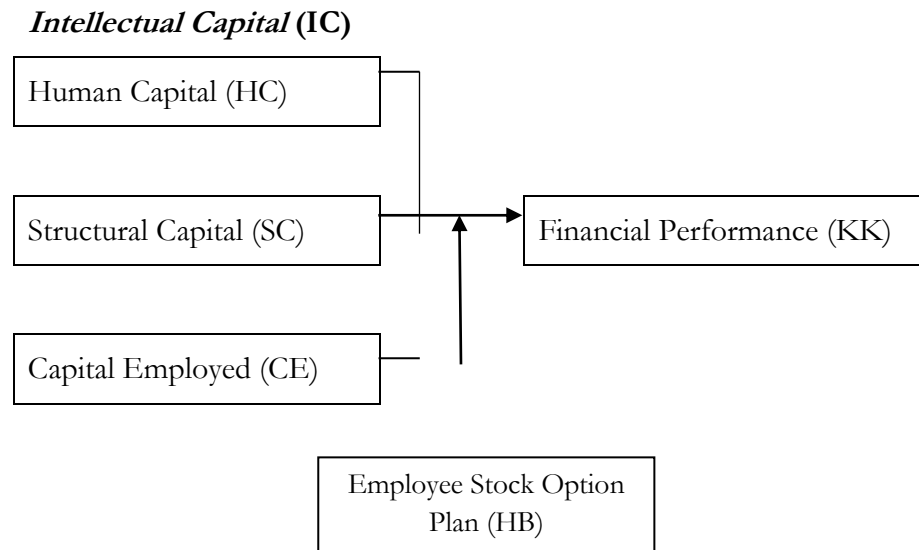 Intellectual Capital (IC)
Human Capital (HC)
Structural Capital (SC)
Financial Performance (KK)
Capital Employed (CE)
Employee Stock Option
Plan (HB)